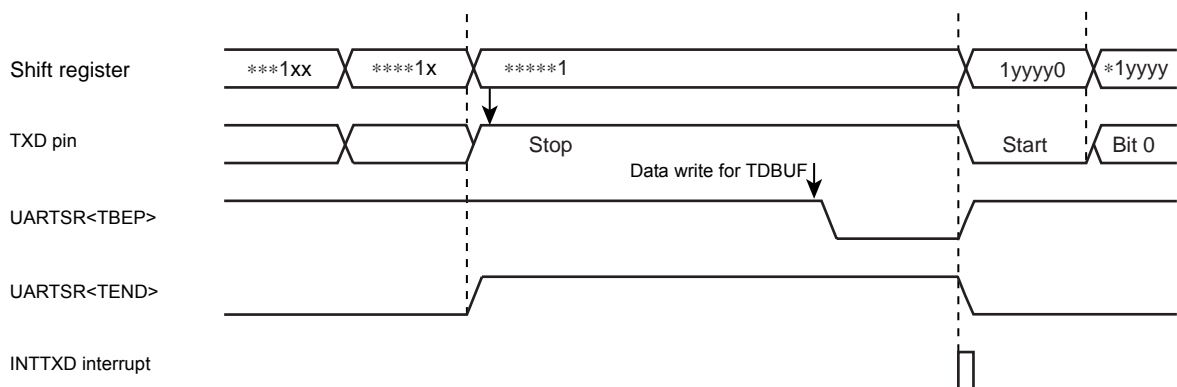 Shift register ***1xx ****1x *****1 1yyyy0 *1yyyy
TXD pin Stop Start Bit 0
Data write for TDBUF
UARTSR<TBEP>
UARTSR<TEND>
INTTXD interrupt